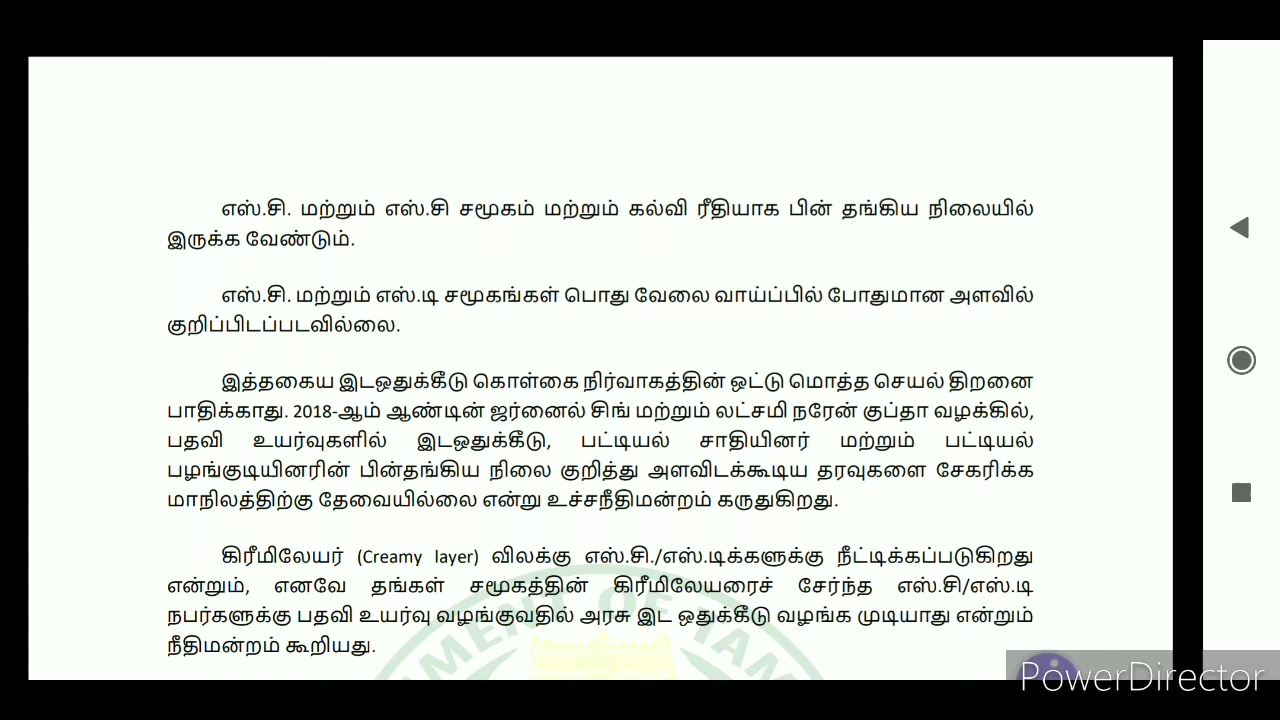 எஸ்.சி. மற்றும் எஸ்.சி சமூகம் மற்றும் கல்வி ரீதியாக பின் தங்கிய நிலையில்
இருக்க வேண்டும்.
எஸ்.சி. மற்றும் எஸ்.டி சமூகங்கள் பொது வேலை வாய்ப்பில் போதுமான அளவில்
குறிப்பிடப்படவில்லை.
இத்தகைய இடஒதுக்கீடு கொள்கை நிர்வாகத்தின் ஒட்டு மொத்த செயல் திறனை
பாதிக்காது. 2018-ஆம் ஆண்டின் ஜர்னைல் சிங் மற்றும் லட்சமி நரேன் குப்தா வழக்கில்,
பதவி உயர்வுகளில் இடஒதுக்கீடு, பட்டியல் சாதியினர் மற்றும் பட்டியல்
பழங்குடியினரின் பின்தங்கிய நிலை குறித்து அளவிடக்கூடிய தரவுகளை சேகரிக்க
மாநிலத்திற்கு தேவையில்லை என்று உச்சநீதிமன்றம் கருதுகிறது.
கிரீமிலேயர் (Creamy layer) விலக்கு எஸ்.சி./எஸ்.டிக்களுக்கு நீட்டிக்கப்படுகிறது
என்றும், எனவே தங்கள் சமூகத்தின் கிரீமிலேயரைச் சேர்ந்த எஸ்.சி/எஸ்.டி
நபர்களுக்கு பதவி உயர்வு வழங்குவதில் அரசு இட ஒதுக்கீடு வழங்க முடியாது என்றும்
நீதிமன்றம் கூறியது.
MENT OF TAM
PowerDirector